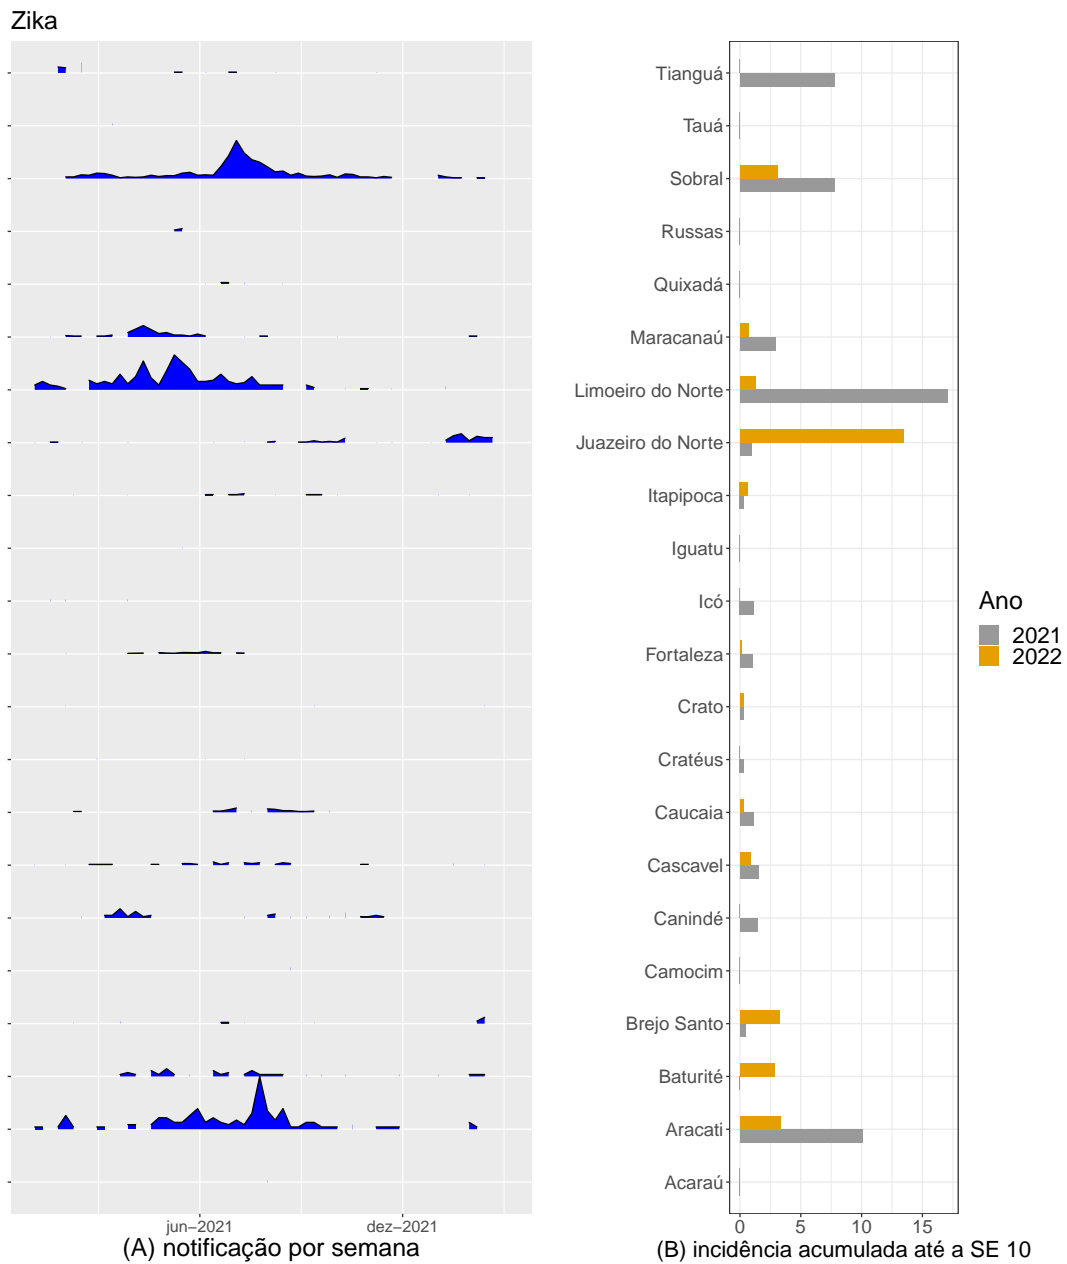 Zika
Tianguá
Tauá
Sobral
Russas
Quixadá
Maracanaú
Limoeiro do Norte
Juazeiro do Norte
Itapipoca
Iguatu
Icó
Fortaleza
Crato
Cratéus
Caucaia
Cascavel
Canindé
Camocim
Brejo Santo
Baturité
Aracati
Acaraú
Ano
2021
2022
jun−2021 dez−2021
(A) notificação por semana
0 5 10 15
(B) incidência acumulada até a SE 10